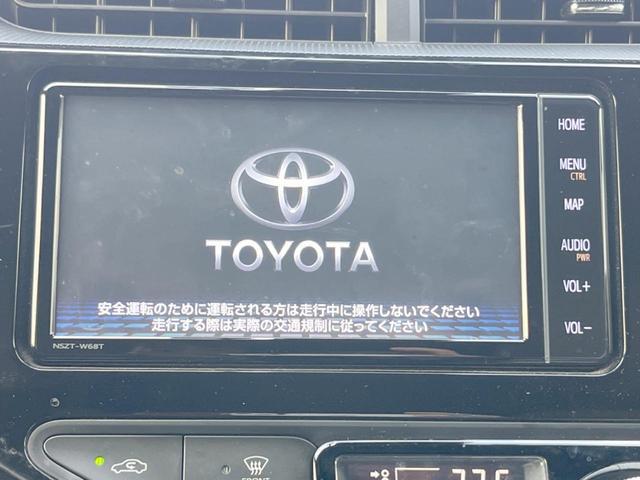 HOME
MENU
CTRL
MAP
TOYOTA
AUDIO
PWR
VOL+
安全運転のために運転される方は走行中に操作しないでください
走行する際は実際の交通規制に従ってください
VOL-
NSZT-W68T
FRONT